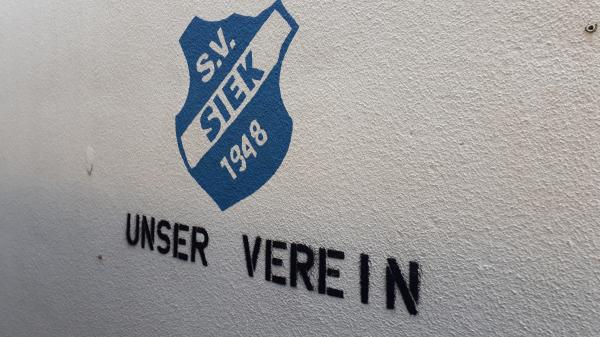 S.V.
SIEK
1948
UNSER VEREIN